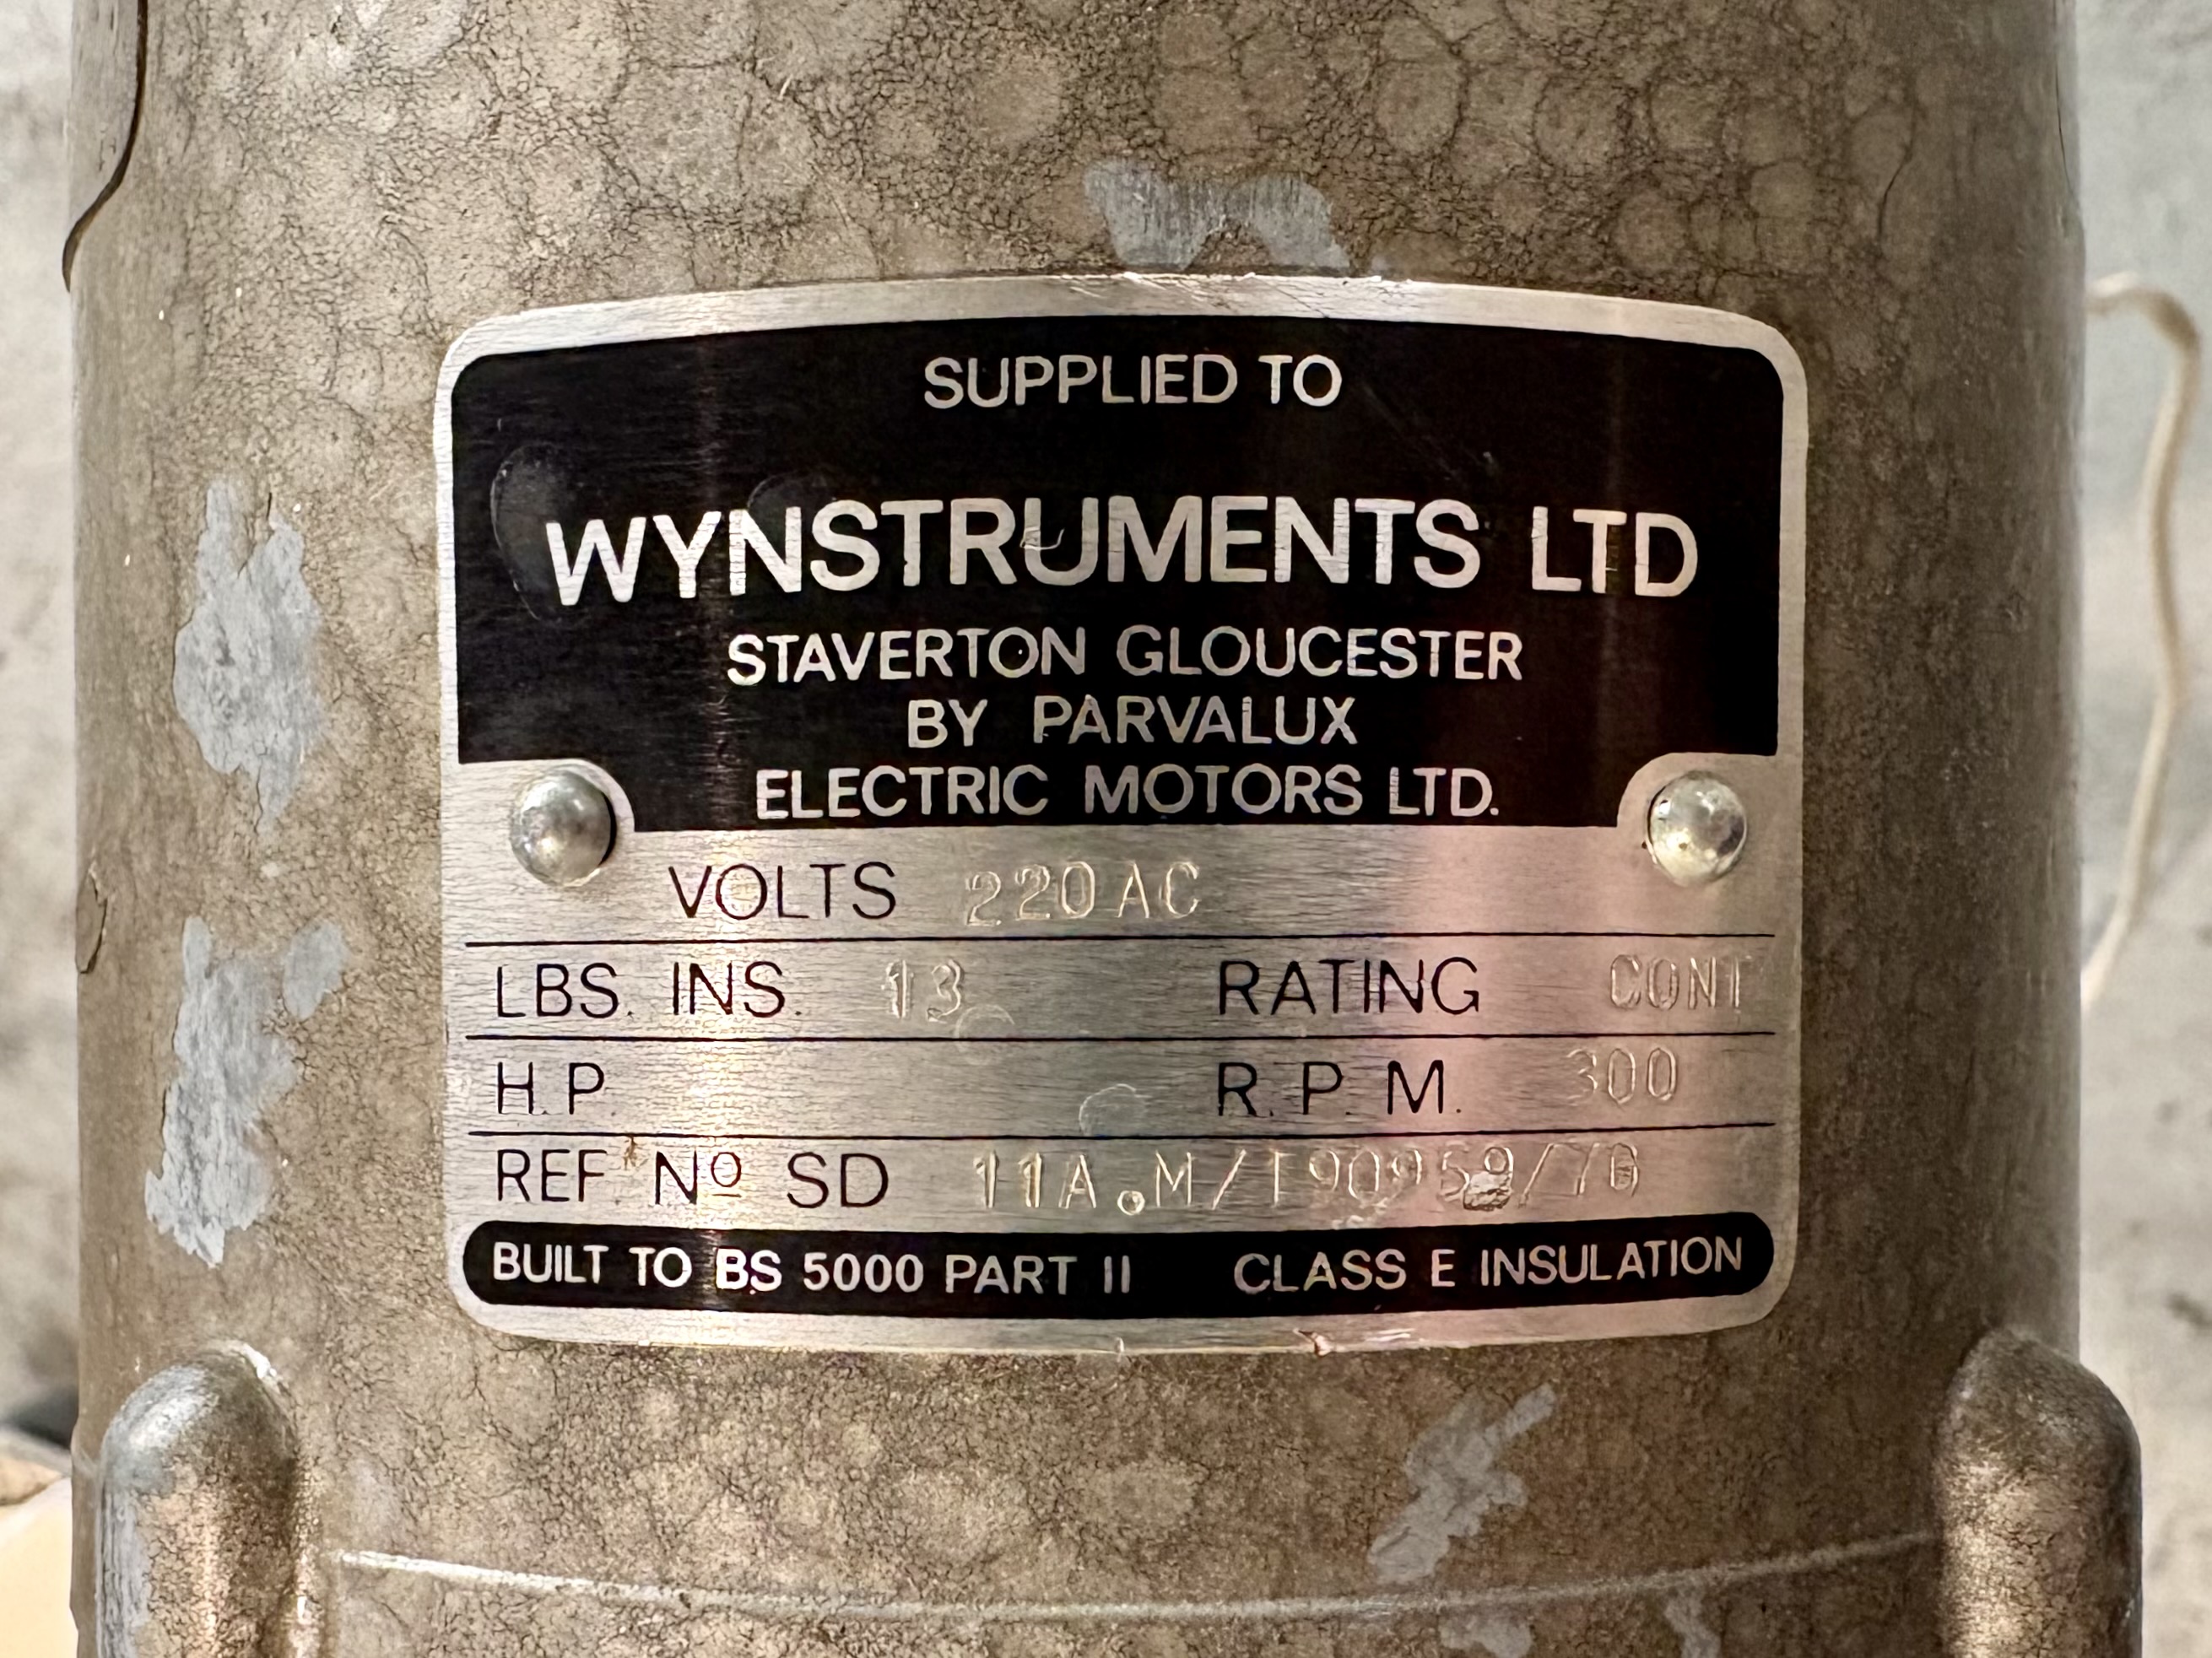 SUPPLIED TO
WYNSTRUMENTS LTD
STAVERTON GLOUCESTER
BY PARVALUX
ELECTRIC MOTORS LTD.
VOLTS 220 AC
LBS. INS. 13 RATING CONT
H.P. R.P.M. 300
REF Nº SD 11A.M/
BUILT TO BS 5000 PART II CLASS E INSULATION